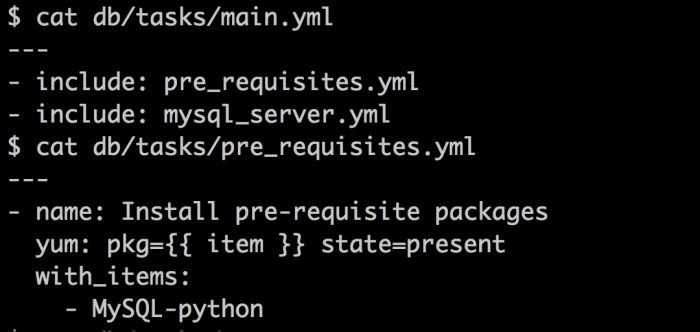 $ cat db/tasks/main.yml
---
- include: pre_requisites.yml
- include: mysql_server.yml
$ cat db/tasks/pre_requisites.yml
---
- name: Install pre-requisite packages
  yum: pkg={{ item }} state=present
  with_items:
    - MySQL-python